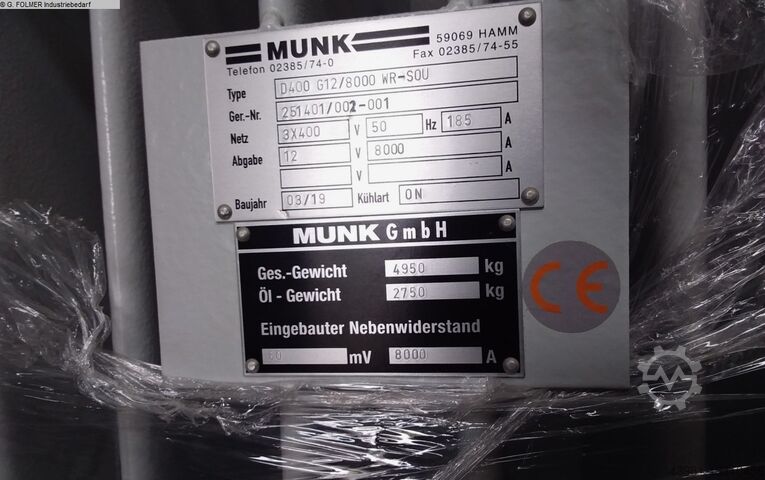 © G. FOLMER Industriebedarf
MUNK 59069 HAMM
Telefon 02385/74-0 Fax 02385/74-55
Type D400 G12/8000 WR-SOU
Ger.-Nr. 251401/002-001
Netz 3X400 V 50 Hz 185 A
Abgabe 12 V 8000 A
V A
Baujahr 03/19 Kühlart ON
MUNK GmbH
Ges.-Gewicht 4950 kg
Öl - Gewicht 2750 kg
Eingebauter Nebenwiderstand
60 mV 8000 A
CE